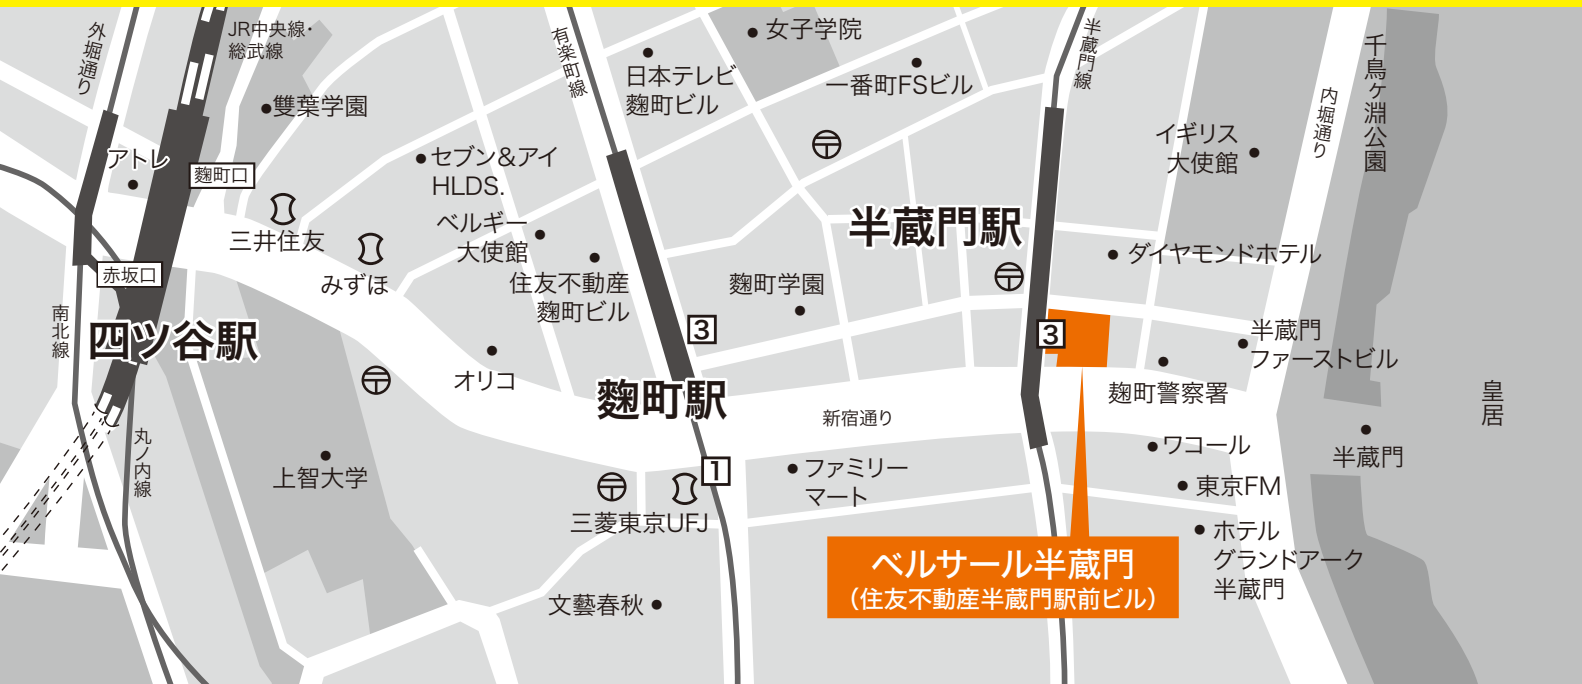 外堀通り
JR中央線・
総武線
有楽町線
日本テレビ
麴町ビル
女子学院
一番町FSビル
半蔵門線
千鳥ヶ淵公園
内堀通り
イギリス
大使館
雙葉学園
アトレ
麴町口
セブン&アイ
HLDS.
三井住友
みずほ
ベルギー
大使館
住友不動産
麴町ビル
半蔵門駅
ダイヤモンドホテル
麴町学園
赤坂口
南北線
四ツ谷駅
オリコ
3
3
半蔵門
ファーストビル
麴町警察署
麴町駅
新宿通り
皇居
半蔵門
丸ノ内線
上智大学
1
三菱東京UFJ
ファミリー
マート
ワコール
東京FM
ホテル
グランドアーク
半蔵門
文藝春秋
ベルサール半蔵門
（住友不動産半蔵門駅前ビル）